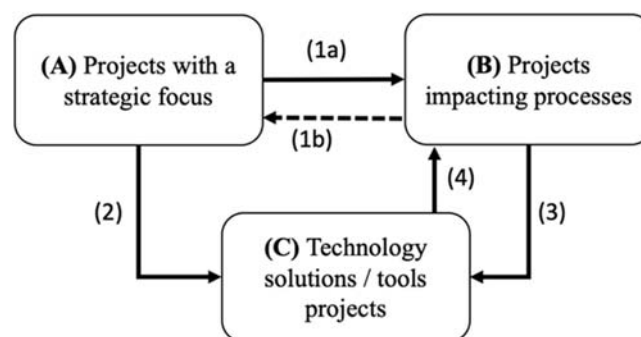 (A) Projects with a
strategic focus
(1a)
(B) Projects
impacting processes
(1b)
(2)
(4)
(3)
(C) Technology
solutions / tools
projects